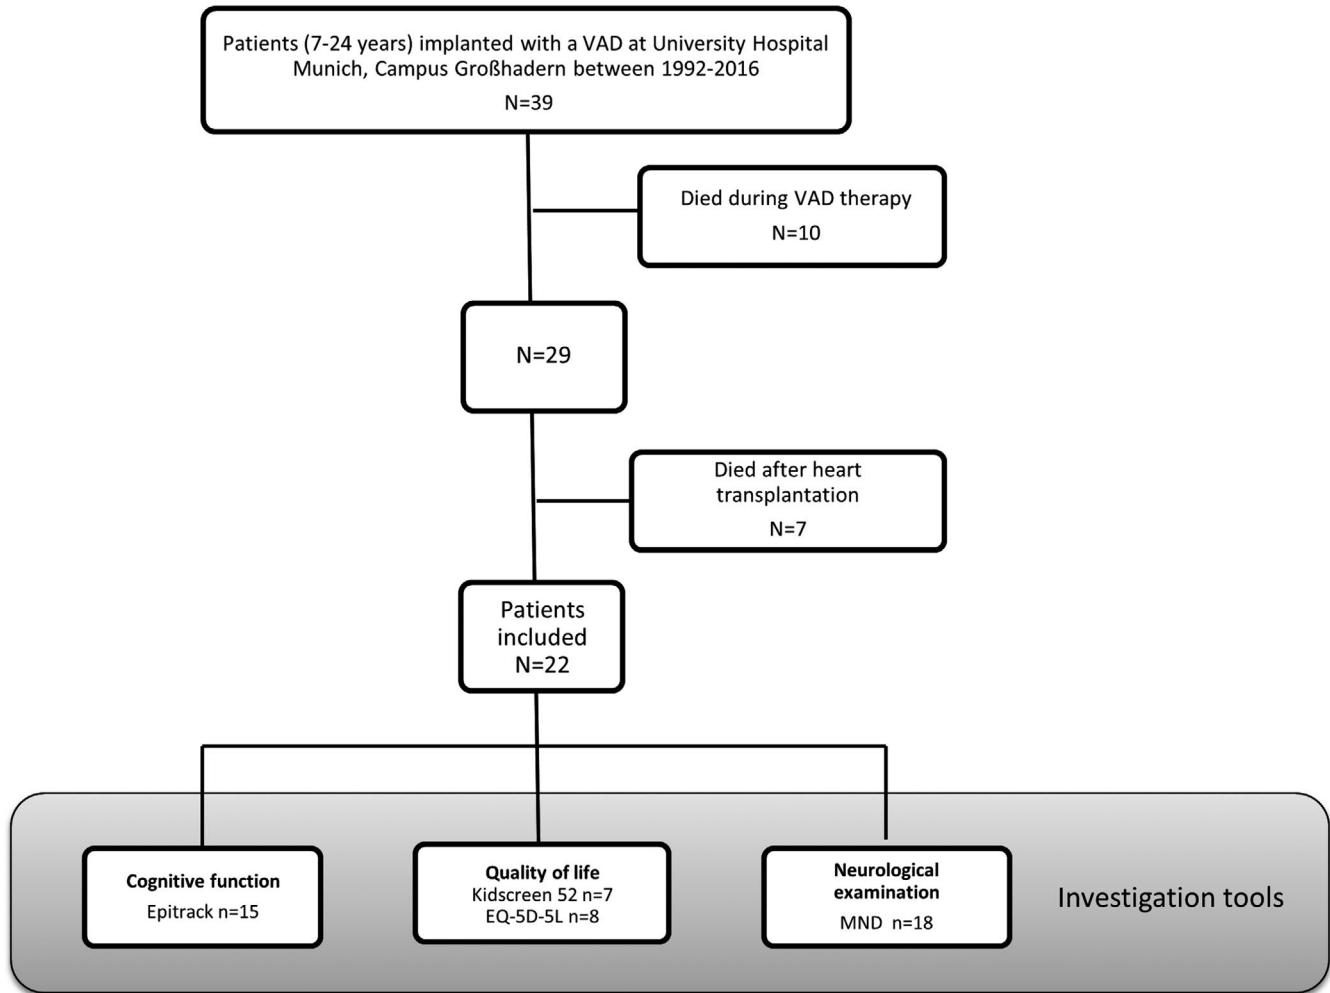 Patients (7-24 years) implanted with a VAD at University Hospital
Munich, Campus Großhadern between 1992-2016
N=39
Died during VAD therapy
N=10
N=29
Died after heart
transplantation
N=7
Patients
included
N=22
Cognitive function
Epitrack n=15
Quality of life
Kidscreen 52 n=7
EQ-5D-5L n=8
Neurological
examination
MND n=18
Investigation tools